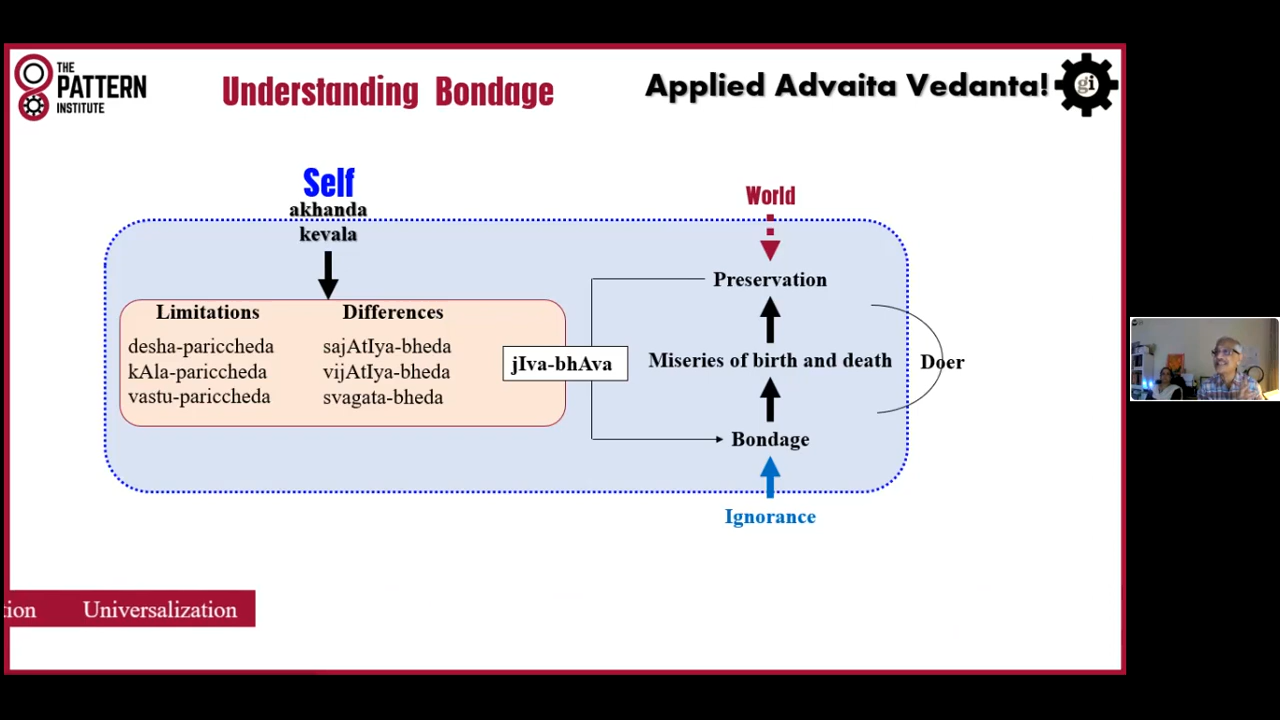 THE
PATTERN
INSTITUTE
Understanding Bondage
Applied Advaita Vedanta!
gi
Self
akhanda
kevala
World
Limitations
Differences
desha-pariccheda
sajAtIya-bheda
kAla-pariccheda
vijAtIya-bheda
vastu-pariccheda
svagata-bheda
jIva-bhAva
Preservation
Miseries of birth and death
Doer
Bondage
Ignorance
tion
Universalization